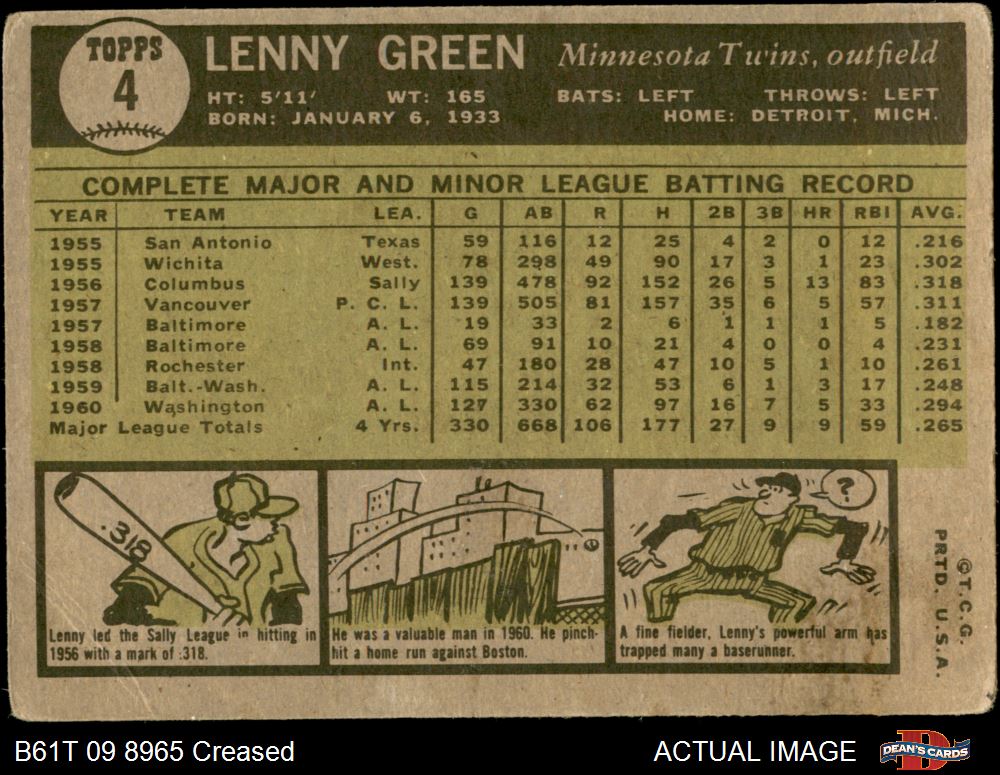 TOPPS
4
LENNY GREEN Minnesota Twins, outfield
HT: 5'11' WT: 165 BATS: LEFT THROWS: LEFT
BORN: JANUARY 6, 1933 HOME: DETROIT, MICH.
COMPLETE MAJOR AND MINOR LEAGUE BATTING RECORD
YEAR TEAM LEA. G AB R H 2B 3B HR RBI AVG.
1955 San Antonio Texas 59 116 12 25 4 2 0 12 .216
1955 Wichita West. 78 298 49 90 17 3 1 23 .302
1956 Columbus Sally 139 478 92 152 26 5 13 83 .318
1957 Vancouver P. C. L. 139 505 81 157 35 6 5 57 .311
1957 Baltimore A. L. 19 33 2 6 1 1 1 5 .182
1958 Baltimore A. L. 69 91 10 21 4 0 0 4 .231
1958 Rochester Int. 47 180 28 47 10 5 1 10 .261
1959 Balt.-Wash. A. L. 115 214 32 53 6 1 3 17 .248
1960 Washington A. L. 127 330 62 97 16 7 5 33 .294
Major League Totals 4 Yrs. 330 668 106 177 27 9 9 59 .265
.318
Lenny led the Sally League in hitting in
1956 with a mark of .318.
He was a valuable man in 1960. He pinch-
hit a home run against Boston.
?
A fine fielder, Lenny's powerful arm has
trapped many a baserunner.
©T.C.G.
PRTD. U.S.A.
B61T 09 8965 Creased ACTUAL IMAGE
DEAN'S CARDS